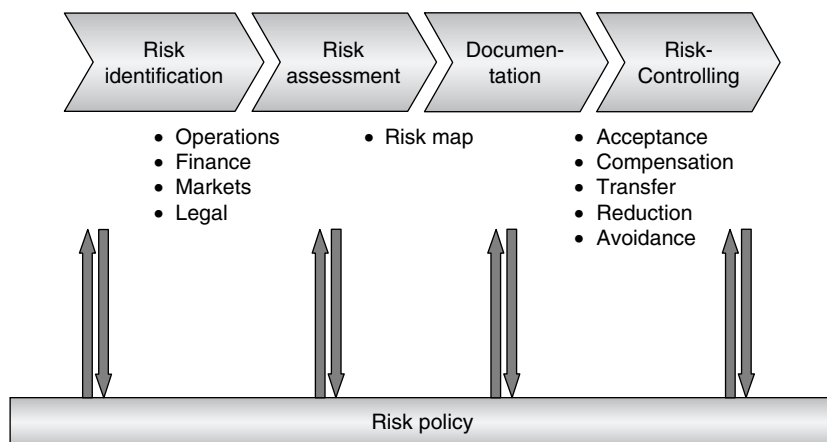 Risk
identification
Risk
assessment
Documen-
tation
Risk-
Controlling
• Operations
• Finance
• Markets
• Legal
• Risk map
• Acceptance
• Compensation
• Transfer
• Reduction
• Avoidance
Risk policy